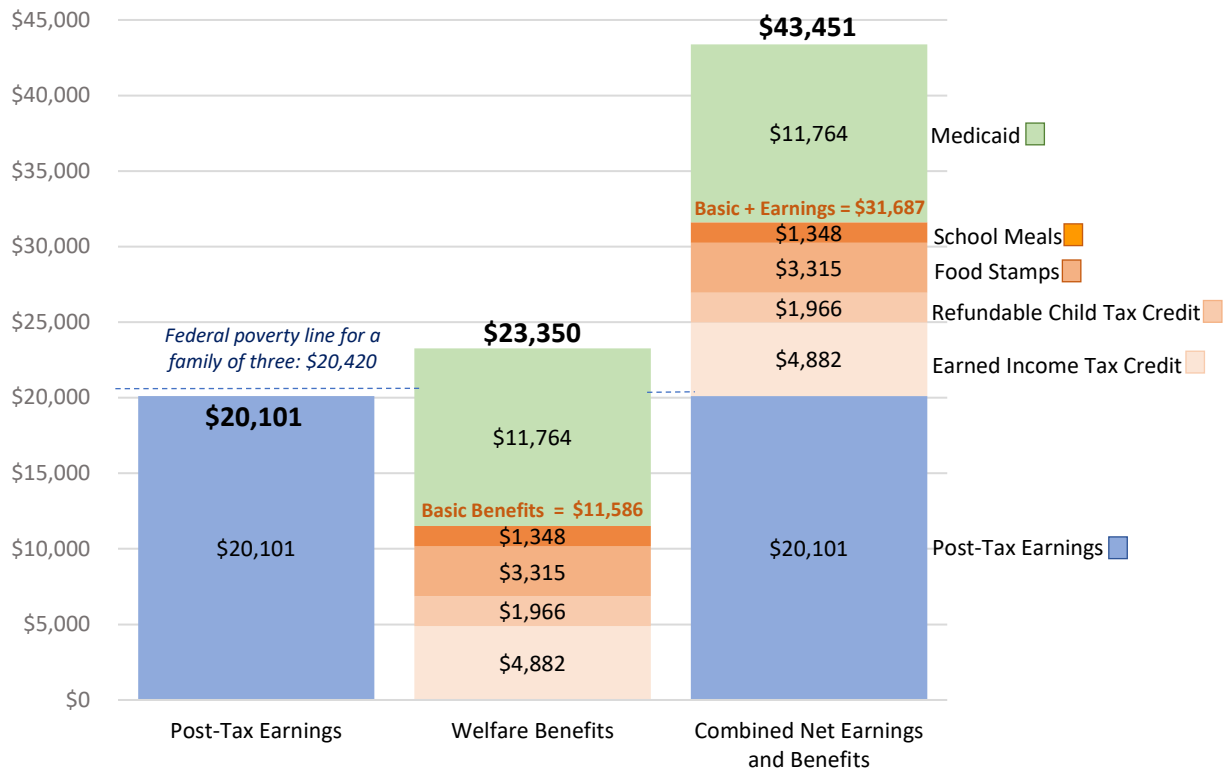 $45,000
$40,000
$35,000
$30,000
$25,000
$20,000
$15,000
$10,000
$5,000
$0
Federal poverty line for a
family of three: $20,420
$20,101
$20,101
Post-Tax Earnings
$23,350
$11,764
Basic Benefits = $11,586
$1,348
$3,315
$1,966
$4,882
Welfare Benefits
$43,451
$11,764
Basic + Earnings = $31,687
$1,348
$3,315
$1,966
$4,882
$20,101
Combined Net Earnings
and Benefits
Medicaid
School Meals
Food Stamps
Refundable Child Tax Credit
Earned Income Tax Credit
Post-Tax Earnings